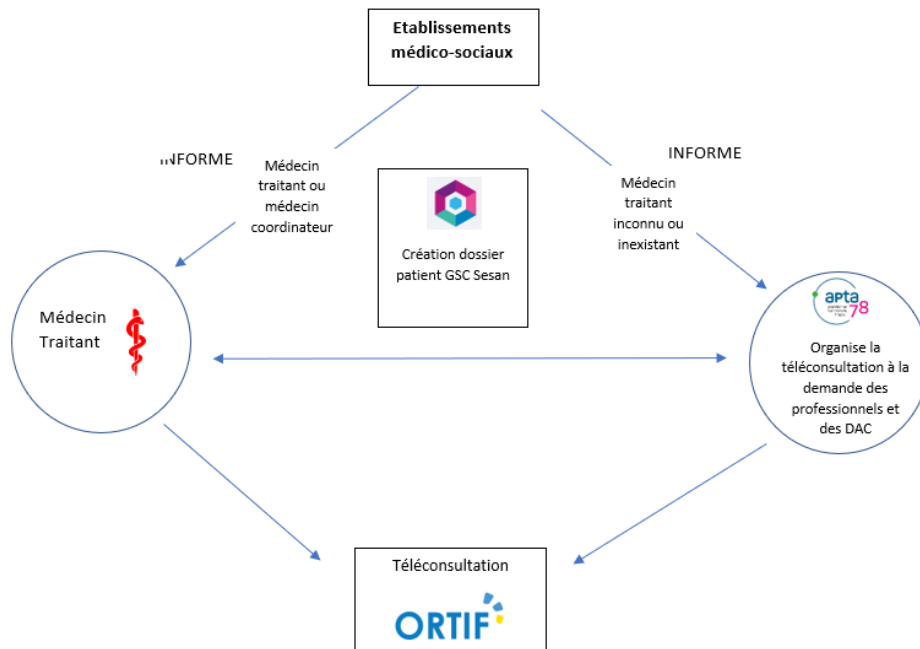 Etablissements
médico-sociaux
INFORME
Médecin
traitant ou
médecin
coordinateur
INFORME
Médecin
traitant
inconnu ou
inexistant
Création dossier
patient GSC Sesan
Médecin
Traitant
apta
78
Organise la
téléconsultation à la
demande des
professionnels et
des DAC
Téléconsultation
ORTIF